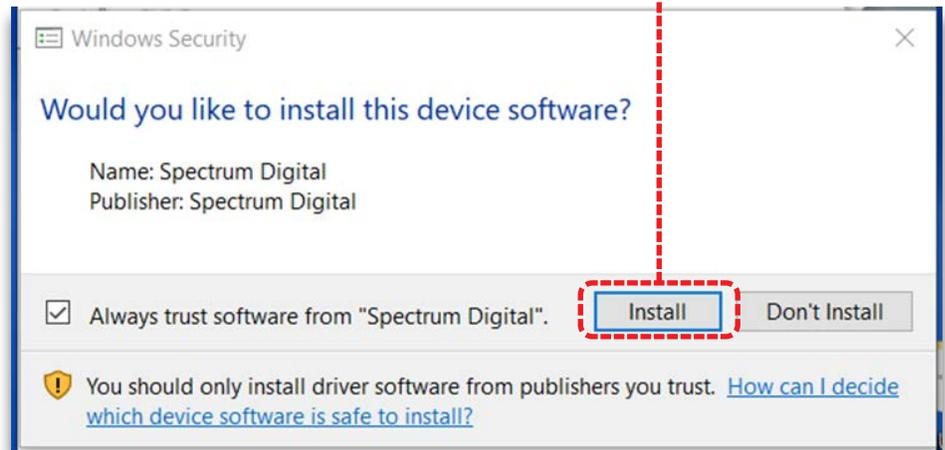 Windows Security
Would you like to install this device software?
Name: Spectrum Digital
Publisher: Spectrum Digital
Always trust software from "Spectrum Digital".
Install
Don't Install
You should only install driver software from publishers you trust. How can I decide
which device software is safe to install?